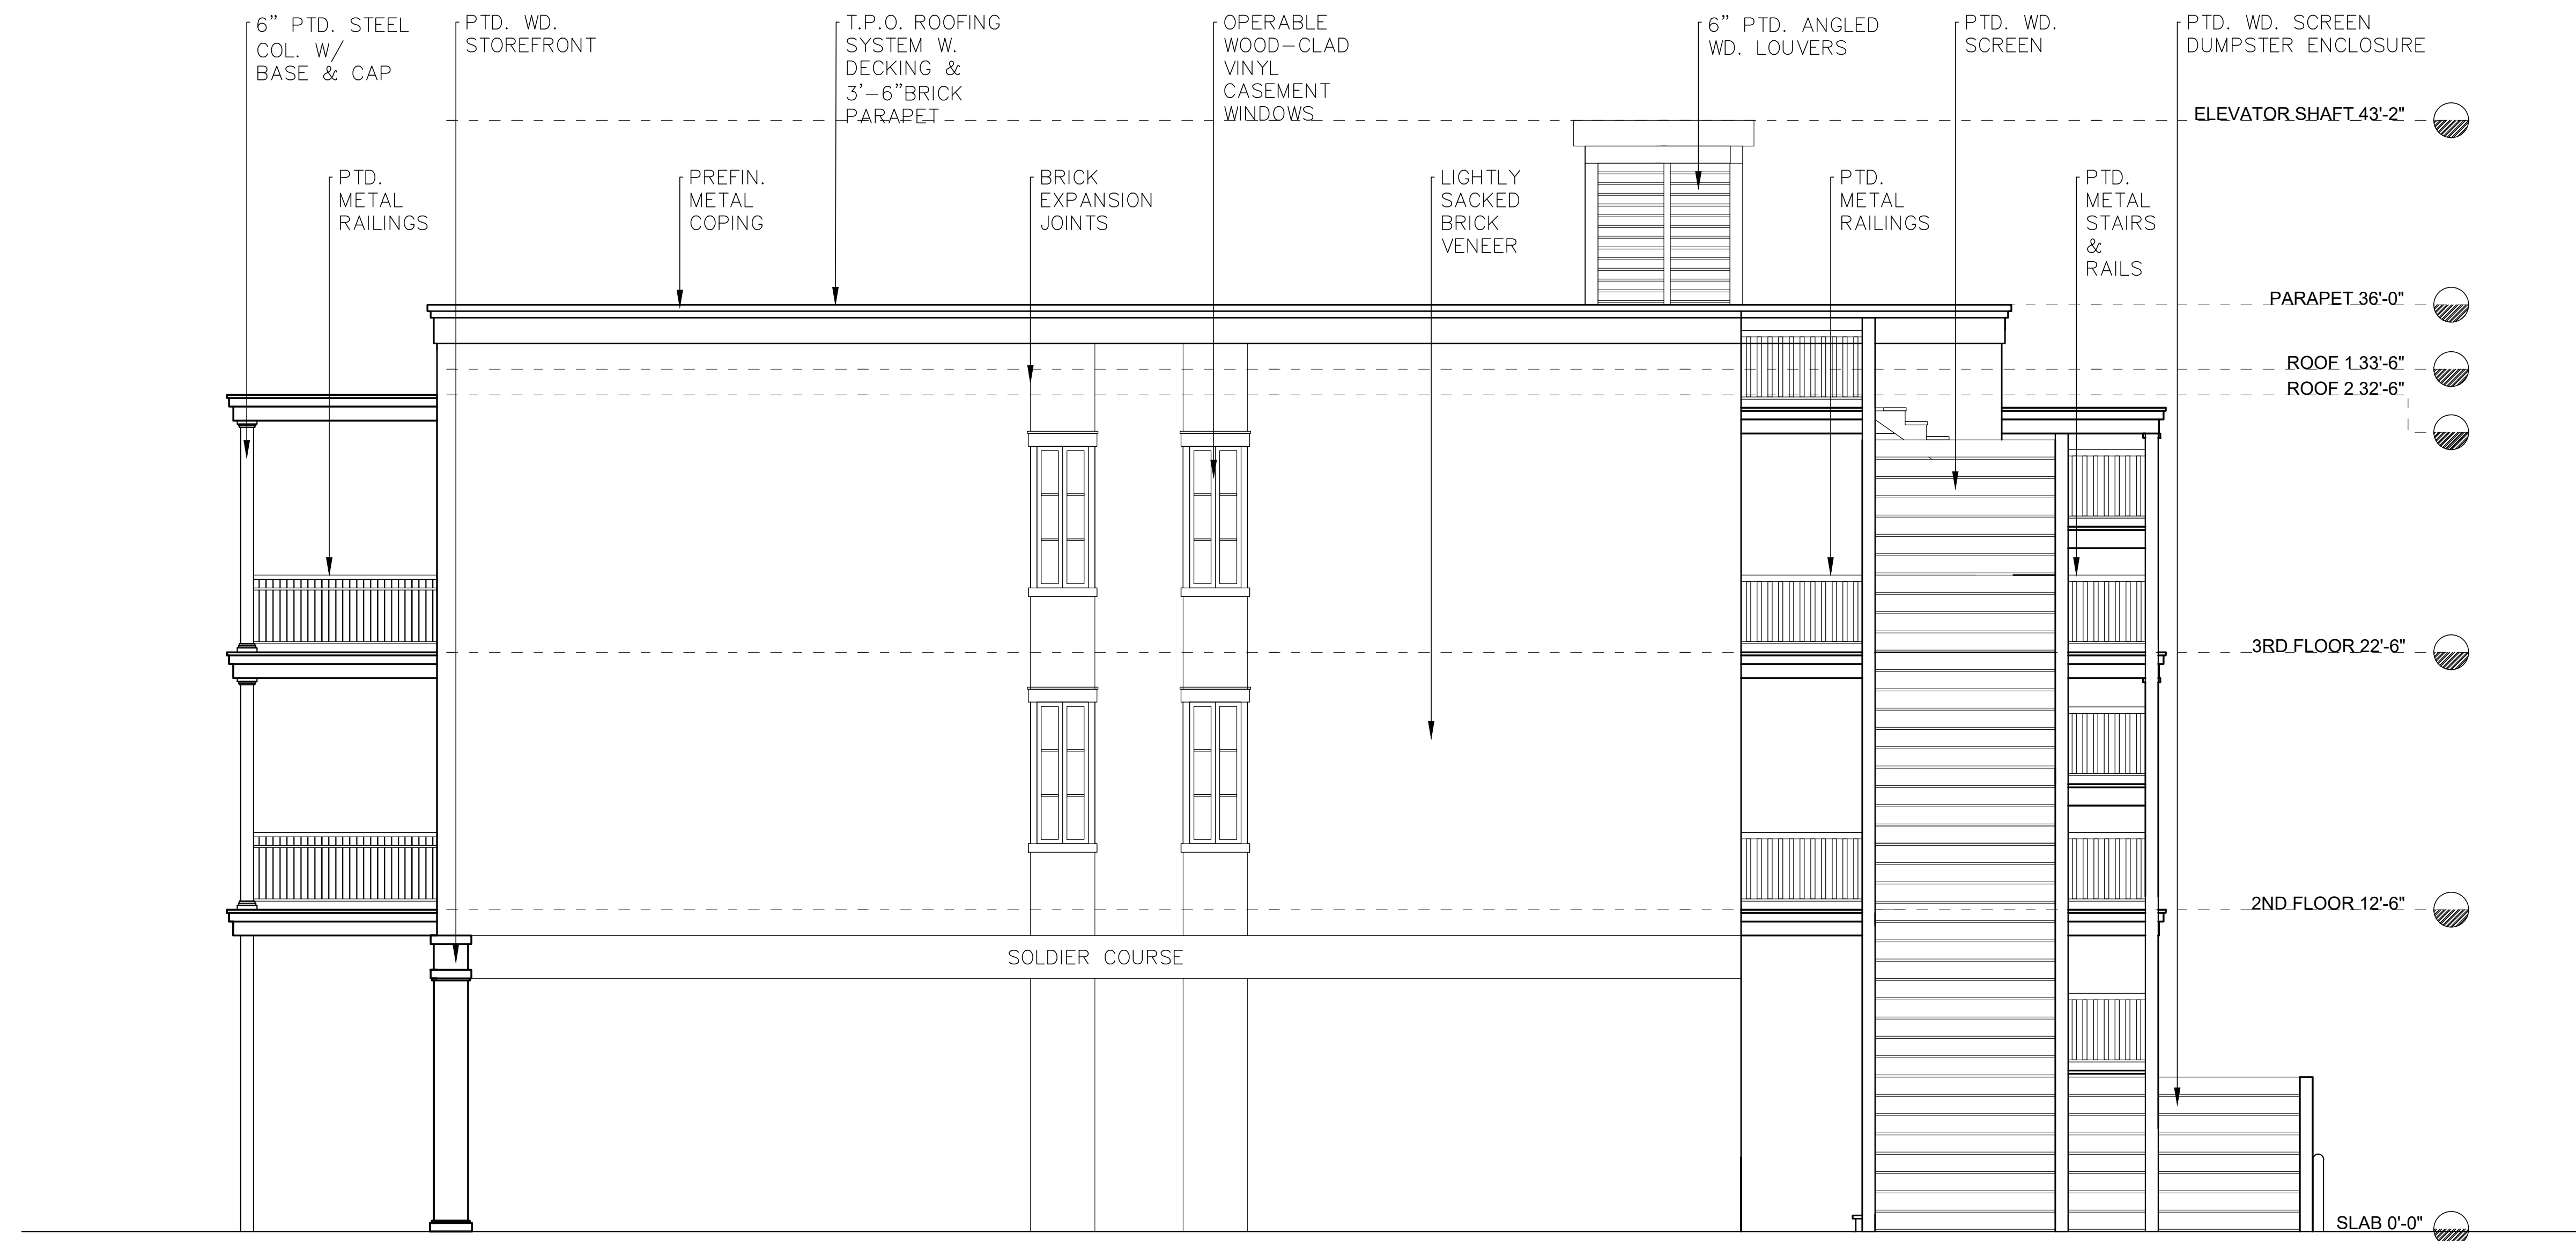 6” PTD. STEEL
COL. W/
BASE & CAP
PTD. WD.
STOREFRONT
T.P.O. ROOFING
SYSTEM W.
DECKING &
3’–6”BRICK
PARAPET
OPERABLE
WOOD–CLAD
VINYL
CASEMENT
WINDOWS
6” PTD. ANGLED
WD. LOUVERS
PTD. WD.
SCREEN
PTD. WD. SCREEN
DUMPSTER ENCLOSURE
ELEVATOR SHAFT 43'-2"
PTD.
METAL
RAILINGS
PREFIN.
METAL
COPING
BRICK
EXPANSION
JOINTS
LIGHTLY
SACKED
BRICK
VENEER
PTD.
METAL
RAILINGS
PTD.
METAL
STAIRS
&
RAILS
PARAPET 36'-0"
ROOF 1 33'-6"
ROOF 2 32'-6"
3RD FLOOR 22'-6"
2ND FLOOR 12'-6"
SOLDIER COURSE
SLAB 0'-0"